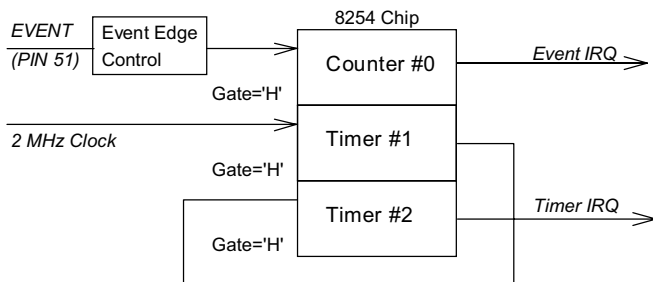 8254 Chip
EVENT
(PIN 51)
Event Edge
Control
Counter #0
Event IRQ
Gate='H'
2 MHz Clock
Timer #1
Gate='H'
Timer #2
Timer IRQ
Gate='H'